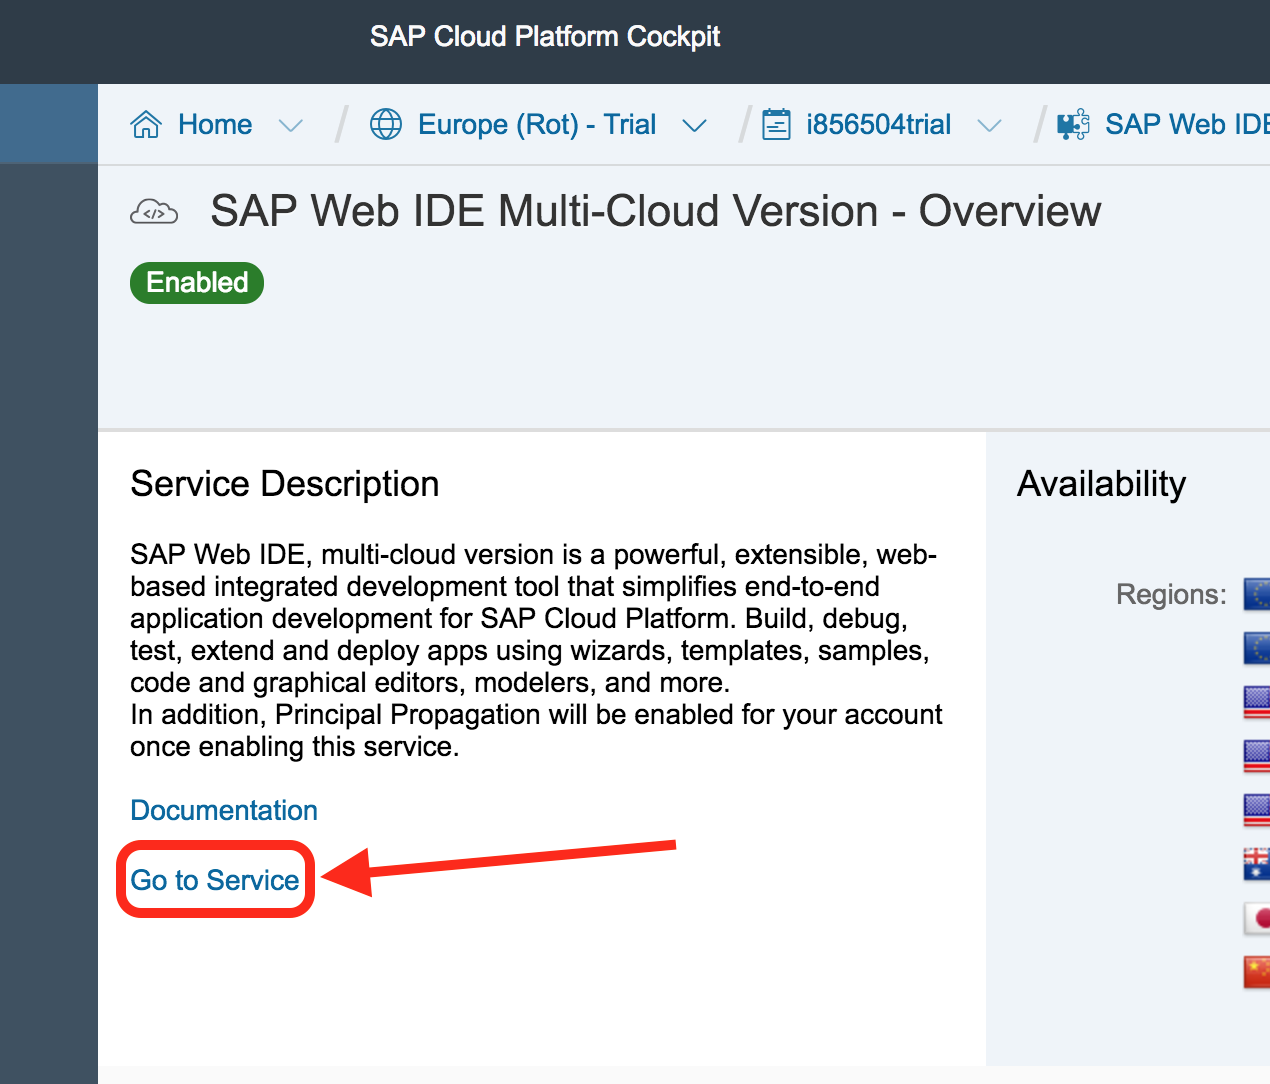 SAP Cloud Platform Cockpit
Home / Europe (Rot) - Trial / i856504trial / SAP Web IDE
</> SAP Web IDE Multi-Cloud Version - Overview
Enabled
Service Description
SAP Web IDE, multi-cloud version is a powerful, extensible, web-
based integrated development tool that simplifies end-to-end
application development for SAP Cloud Platform. Build, debug,
test, extend and deploy apps using wizards, templates, samples,
code and graphical editors, modelers, and more.
In addition, Principal Propagation will be enabled for your account
once enabling this service.
Documentation
Go to Service
Availability
Regions: